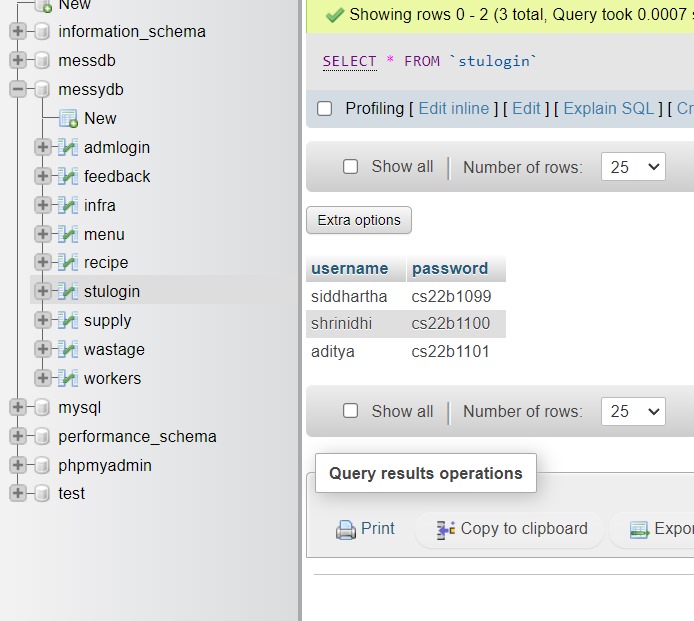 New
information_schema
messdb
messydb
New
admlogin
feedback
infra
menu
recipe
stulogin
supply
wastage
workers
mysql
performance_schema
phpmyadmin
test
Showing rows 0 - 2 (3 total, Query took 0.0007
SELECT * FROM `stulogin`
Profiling [ Edit inline ] [ Edit ] [ Explain SQL ] [ Cr
Show all Number of rows: 25
Extra options
username password
siddhartha cs22b1099
shrinidhi cs22b1100
aditya cs22b1101
Show all Number of rows: 25
Query results operations
Print Copy to clipboard Expor